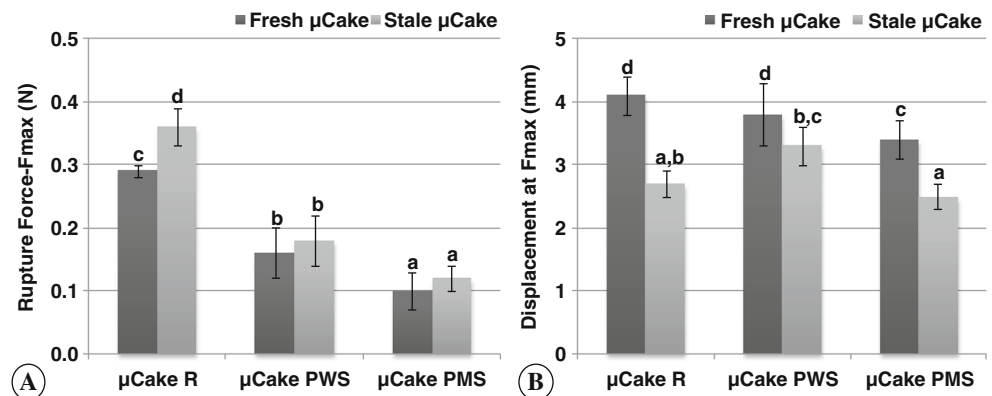 Fresh µCake Stale µCake
Rupture Force-Fmax (N)
0.5
0.4
0.3
0.2
0.1
0.0
c
d
b
b
a
a
µCake R µCake PWS µCake PMS
A
Fresh µCake Stale µCake
Displacement at Fmax (mm)
5
4
3
2
1
0
d
a,b
d
b,c
c
a
µCake R µCake PWS µCake PMS
B